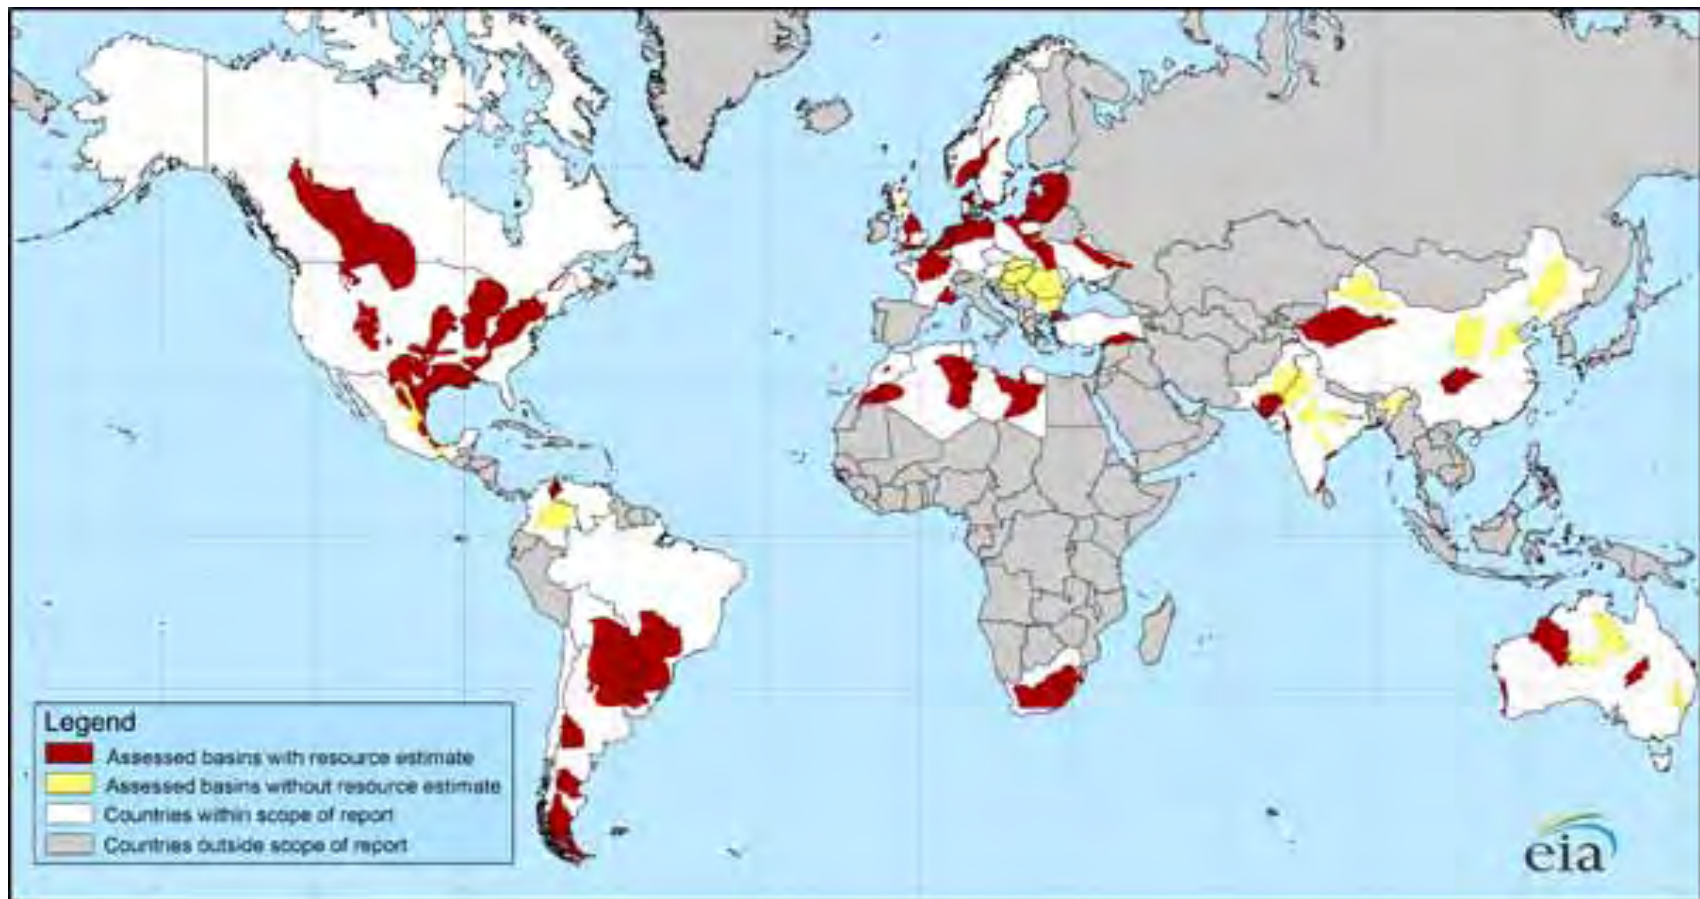 Legend
Assessed basins with resource estimate
Assessed basins without resource estimate
Countries within scope of report
Countries outside scope of report
eia